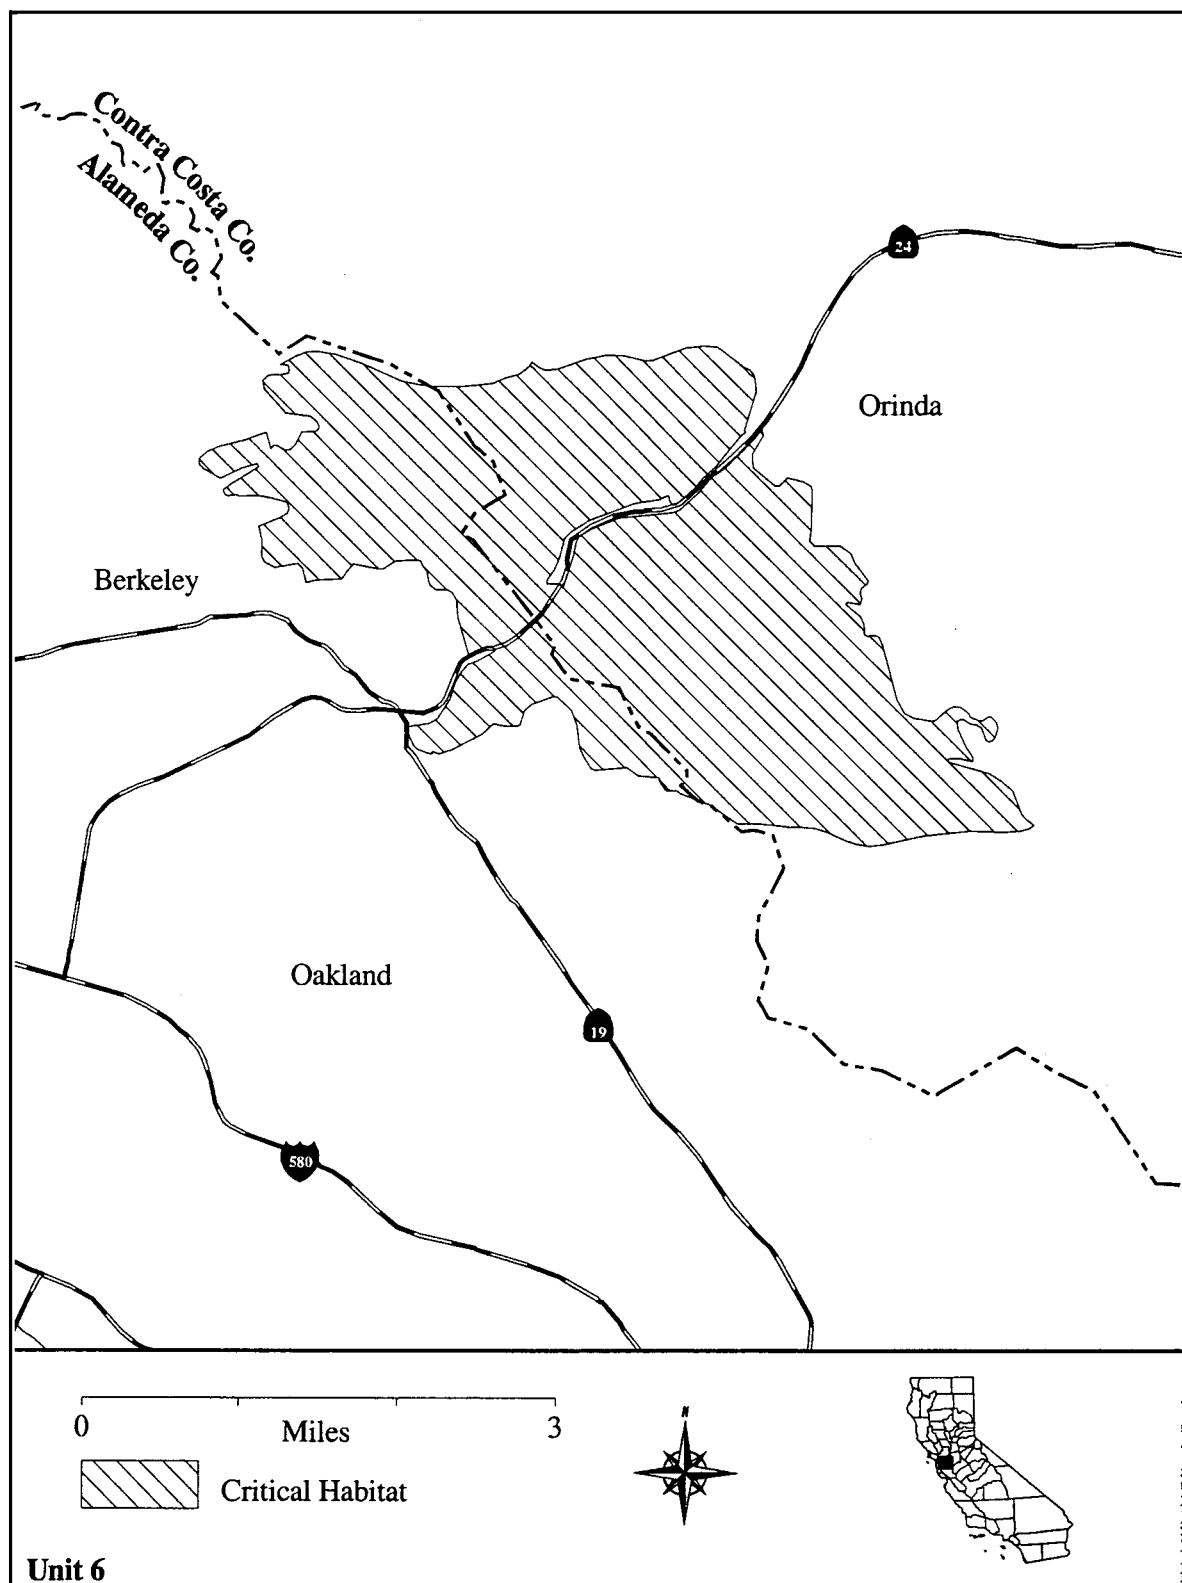 Contra Costa Co.
Alameda Co.
24
Orinda
Berkeley
Oakland
19
580
0 3
Miles
N
Critical Habitat
Unit 6